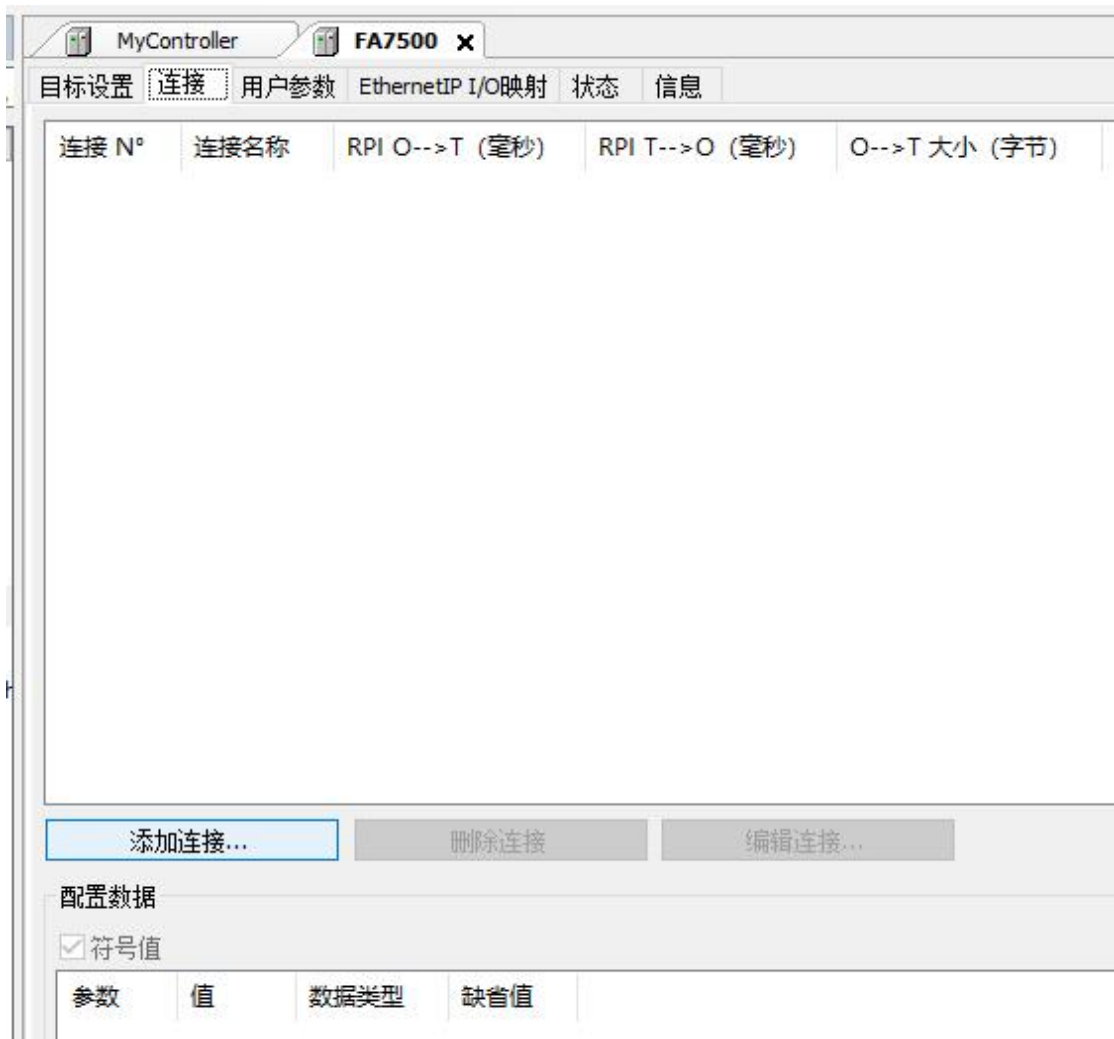 MyController FA7500
目标设置 连接 用户参数 EthernetIP I/O映射 状态 信息
连接 N° 连接名称 RPI O-->T (毫秒) RPI T-->O (毫秒) O-->T 大小 (字节)
添加连接... 删除连接 编辑连接...
配置数据
符号值
参数 值 数据类型 缺省值